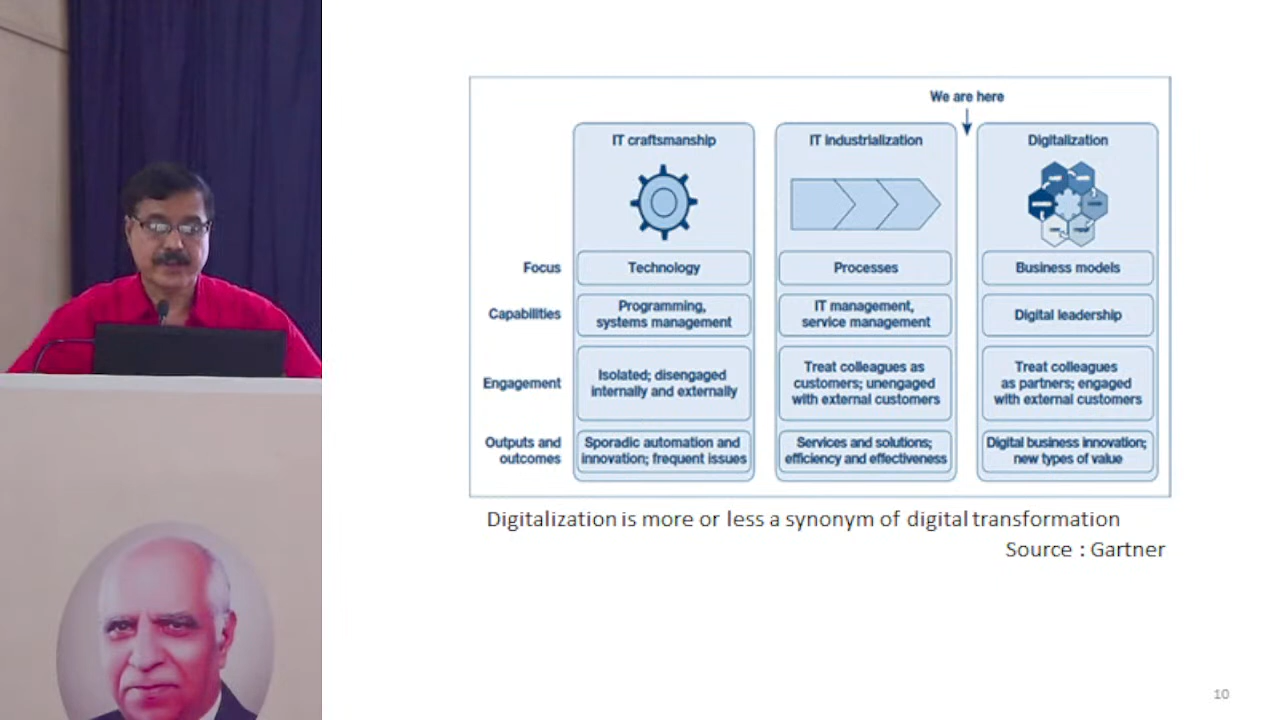 We are here
IT craftsmanship
IT industrialization
Digitalization
Focus
Technology
Processes
Business models
Capabilities
Programming,
systems management
IT management,
service management
Digital leadership
Engagement
Isolated; disengaged
internally and externally
Treat colleagues as
customers; unengaged
with external customers
Treat colleagues
as partners; engaged
with external customers
Outputs and
outcomes
Sporadic automation and
innovation; frequent issues
Services and solutions;
efficiency and effectiveness
Digital business innovation;
new types of value
Digitalization is more or less a synonym of digital transformation
Source : Gartner
10